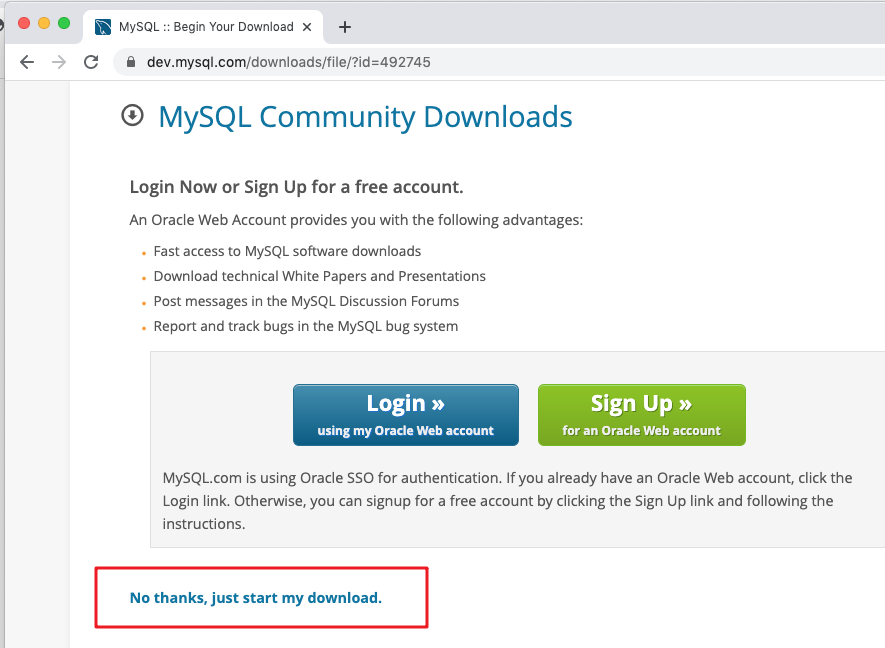 MySQL :: Begin Your Download
dev.mysql.com/downloads/file/?id=492745
MySQL Community Downloads
Login Now or Sign Up for a free account.
An Oracle Web Account provides you with the following advantages:
Fast access to MySQL software downloads
Download technical White Papers and Presentations
Post messages in the MySQL Discussion Forums
Report and track bugs in the MySQL bug system
Login »
using my Oracle Web account
Sign Up »
for an Oracle Web account
MySQL.com is using Oracle SSO for authentication. If you already have an Oracle Web account, click the
Login link. Otherwise, you can signup for a free account by clicking the Sign Up link and following the
instructions.
No thanks, just start my download.